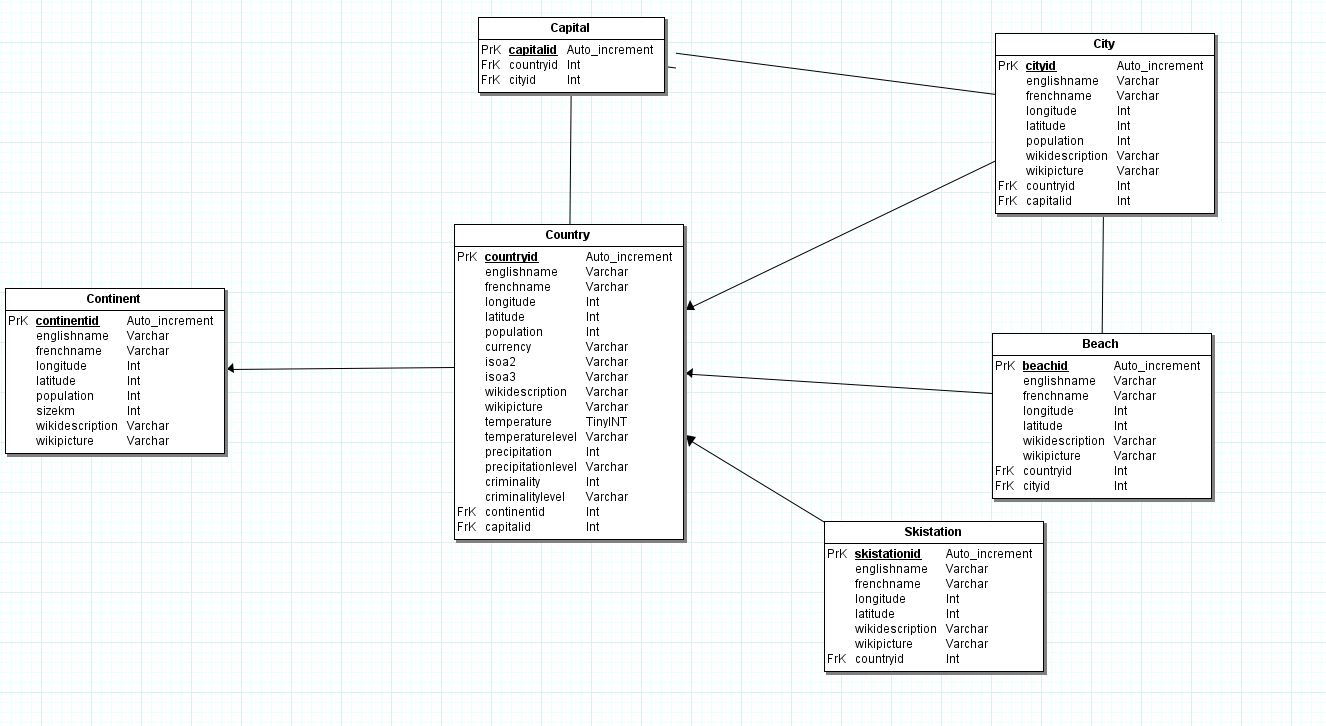 Capital
PrK capitalid Auto_increment
FrK countryid Int
FrK cityid Int
City
PrK cityid Auto_increment
englishname Varchar
frenchname Varchar
longitude Int
latitude Int
population Int
wikidescription Varchar
wikipicture Varchar
FrK countryid Int
FrK capitalid Int
Country
PrK countryid Auto_increment
englishname Varchar
frenchname Varchar
longitude Int
latitude Int
population Int
currency Varchar
isoa2 Varchar
isoa3 Varchar
wikidescription Varchar
wikipicture Varchar
temperature TinyINT
temperaturelevel Varchar
precipitation Int
precipitationlevel Varchar
criminality Int
criminalitylevel Varchar
FrK continentid Int
FrK capitalid Int
Continent
PrK continentid Auto_increment
englishname Varchar
frenchname Varchar
longitude Int
latitude Int
population Int
sizekm Int
wikidescription Varchar
wikipicture Varchar
Beach
PrK beachid Auto_increment
englishname Varchar
frenchname Varchar
longitude Int
latitude Int
wikidescription Varchar
wikipicture Varchar
FrK countryid Int
FrK cityid Int
Skistation
PrK skistationid Auto_increment
englishname Varchar
frenchname Varchar
longitude Int
latitude Int
wikidescription Varchar
wikipicture Varchar
FrK countryid Int